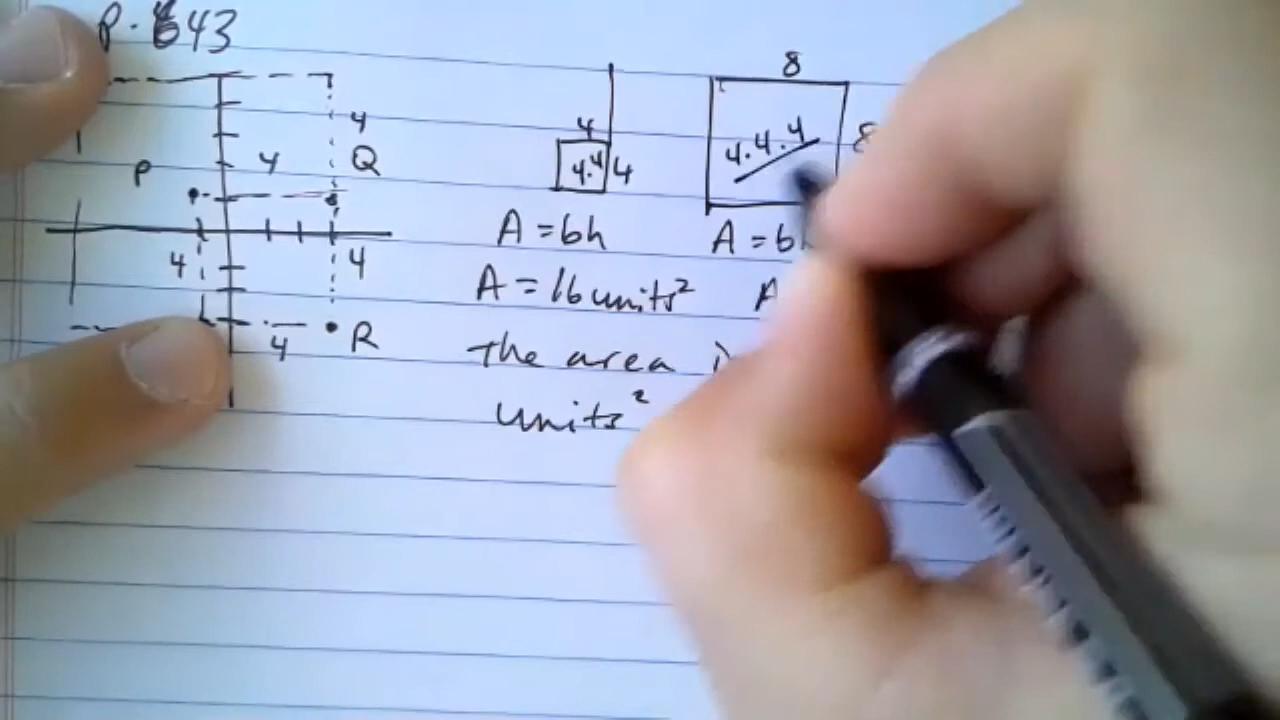 P. 643
4
P
4
Q
4
4
4
R
4
4·4
4
A = bh
A = 16 units²
8
8
4·4·4
A = b
A
The area
units²